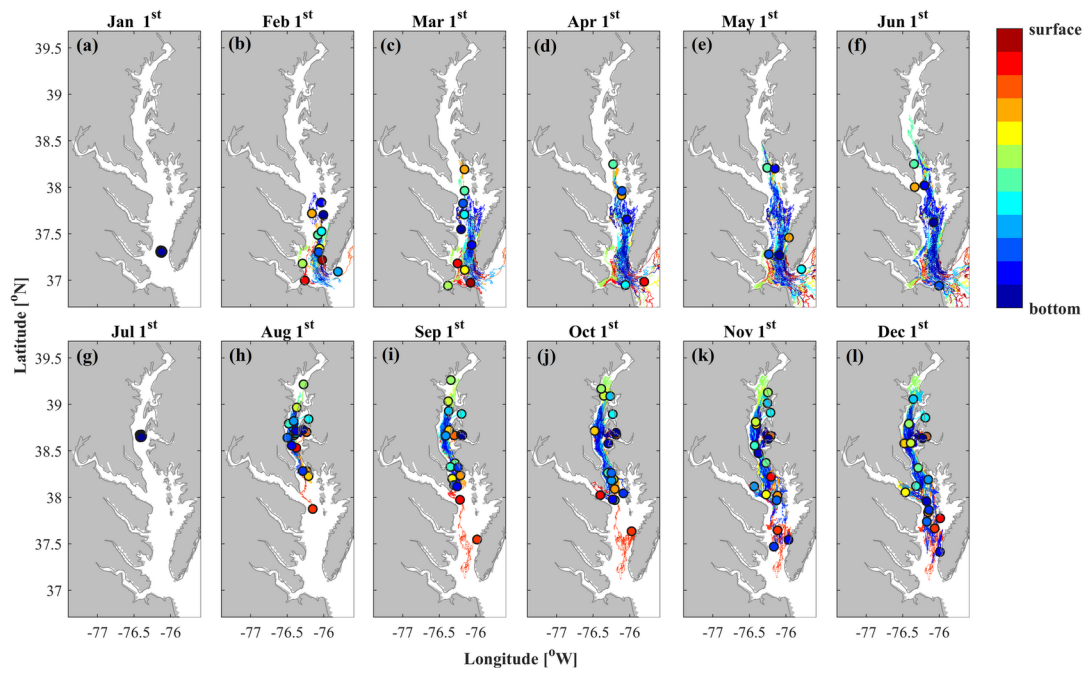 Jan 1st Feb 1st Mar 1st Apr 1st May 1st Jun 1st
(a) (b) (c) (d) (e) (f) surface
39.5
39
38.5
38
37.5
37
bottom
Latitude [oN]
Jul 1st Aug 1st Sep 1st Oct 1st Nov 1st Dec 1st
(g) (h) (i) (j) (k) (l)
39.5
39
38.5
38
37.5
37
-77 -76.5 -76 -77 -76.5 -76 -77 -76.5 -76 -77 -76.5 -76 -77 -76.5 -76 -77 -76.5 -76
Longitude [oW]